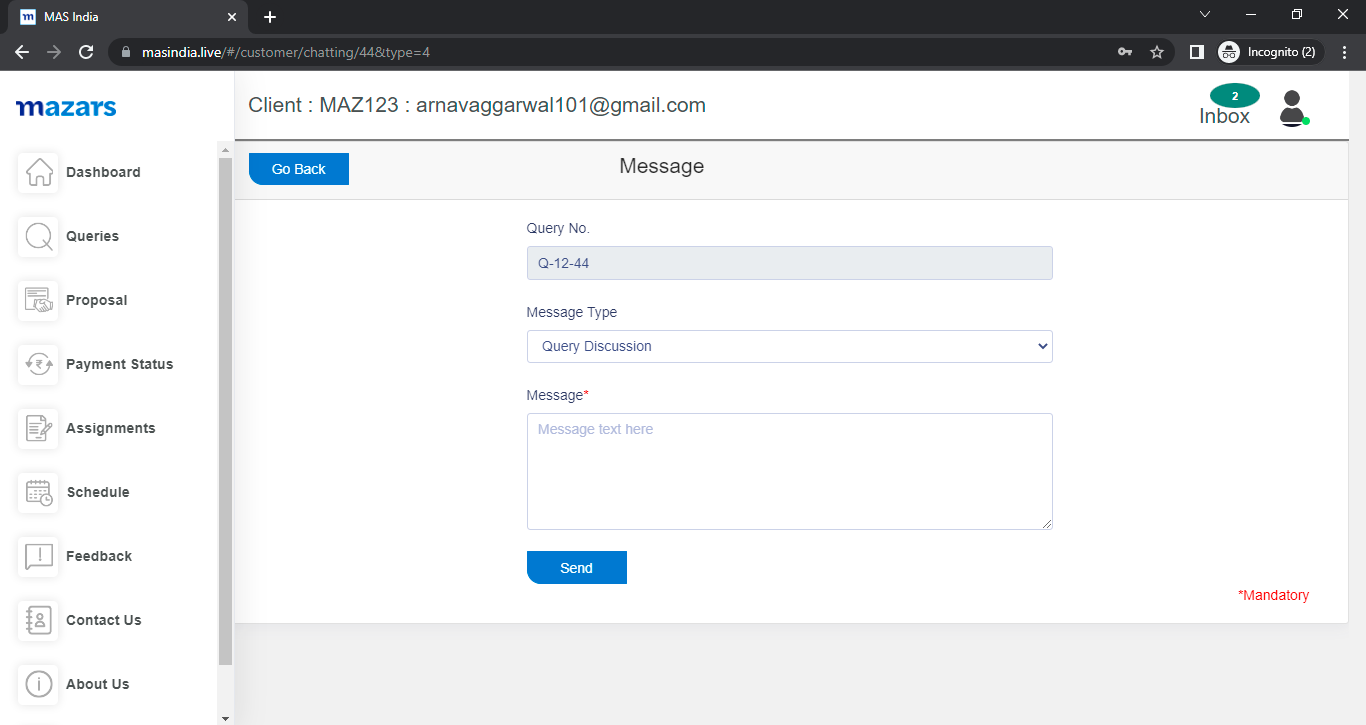 MAS India
masindia.live/#/customer/chatting/44&type=4
Incognito (2)
mazars
Client : MAZ123 : arnavaggarwal101@gmail.com
2
Inbox
Dashboard
Queries
Proposal
Payment Status
Assignments
Schedule
Feedback
Contact Us
About Us
Go Back
Message
Query No.
Q-12-44
Message Type
Query Discussion
Message*
Message text here
Send
*Mandatory